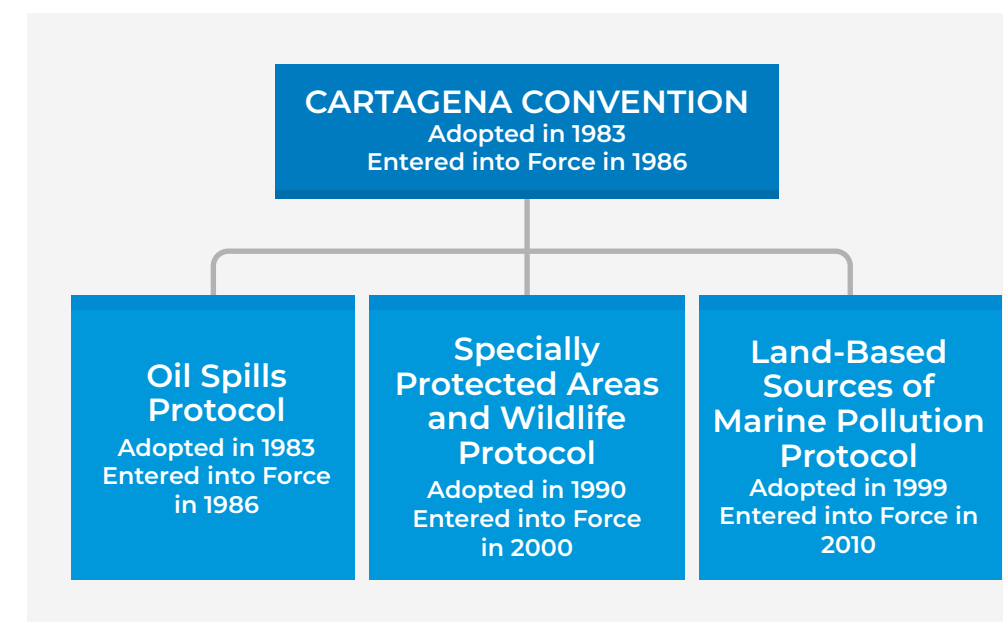 CARTAGENA CONVENTION
Adopted in 1983
Entered into Force in 1986
Oil Spills
Protocol
Adopted in 1983
Entered into Force
in 1986
Specially
Protected Areas
and Wildlife
Protocol
Adopted in 1990
Entered into Force
in 2000
Land-Based
Sources of
Marine Pollution
Protocol
Adopted in 1999
Entered into Force in
2010